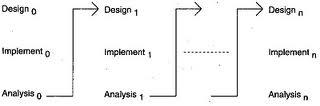 Design 0 Design 1 Design n
Implement 0 Implement 1 Implement n
Analysis 0 Analysis 1 Analysis n